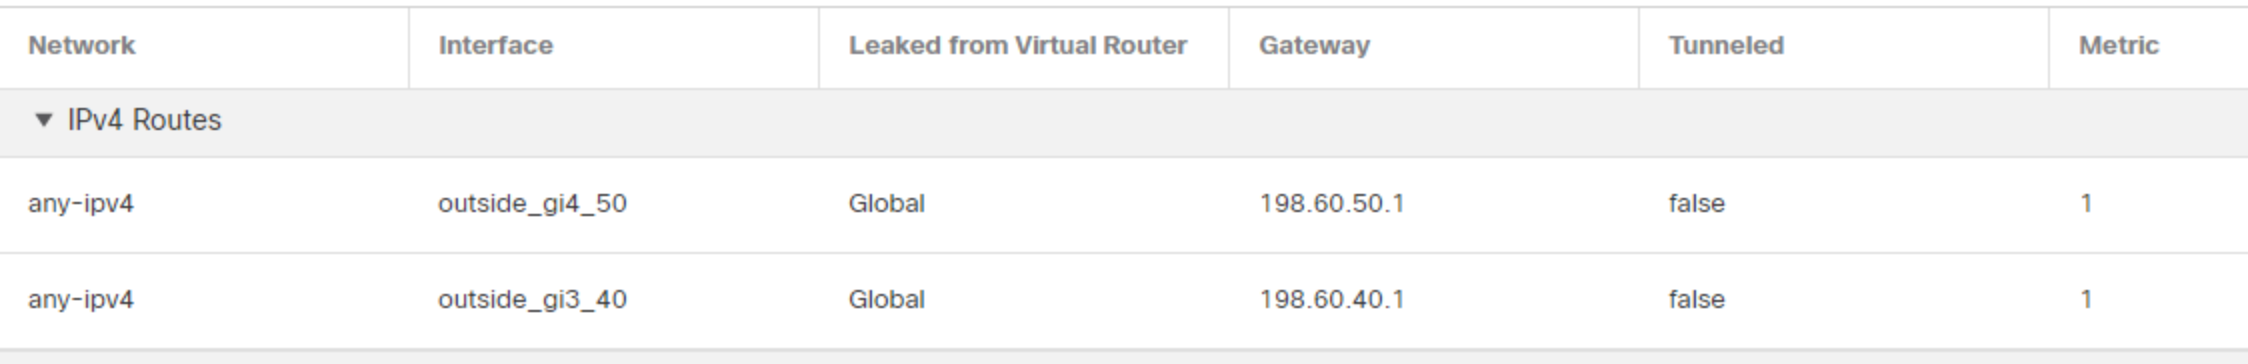 Network Interface Leaked from Virtual Router Gateway Tunneled Metric
IPv4 Routes
any-ipv4 outside_gi4_50 Global 198.60.50.1 false 1
any-ipv4 outside_gi3_40 Global 198.60.40.1 false 1